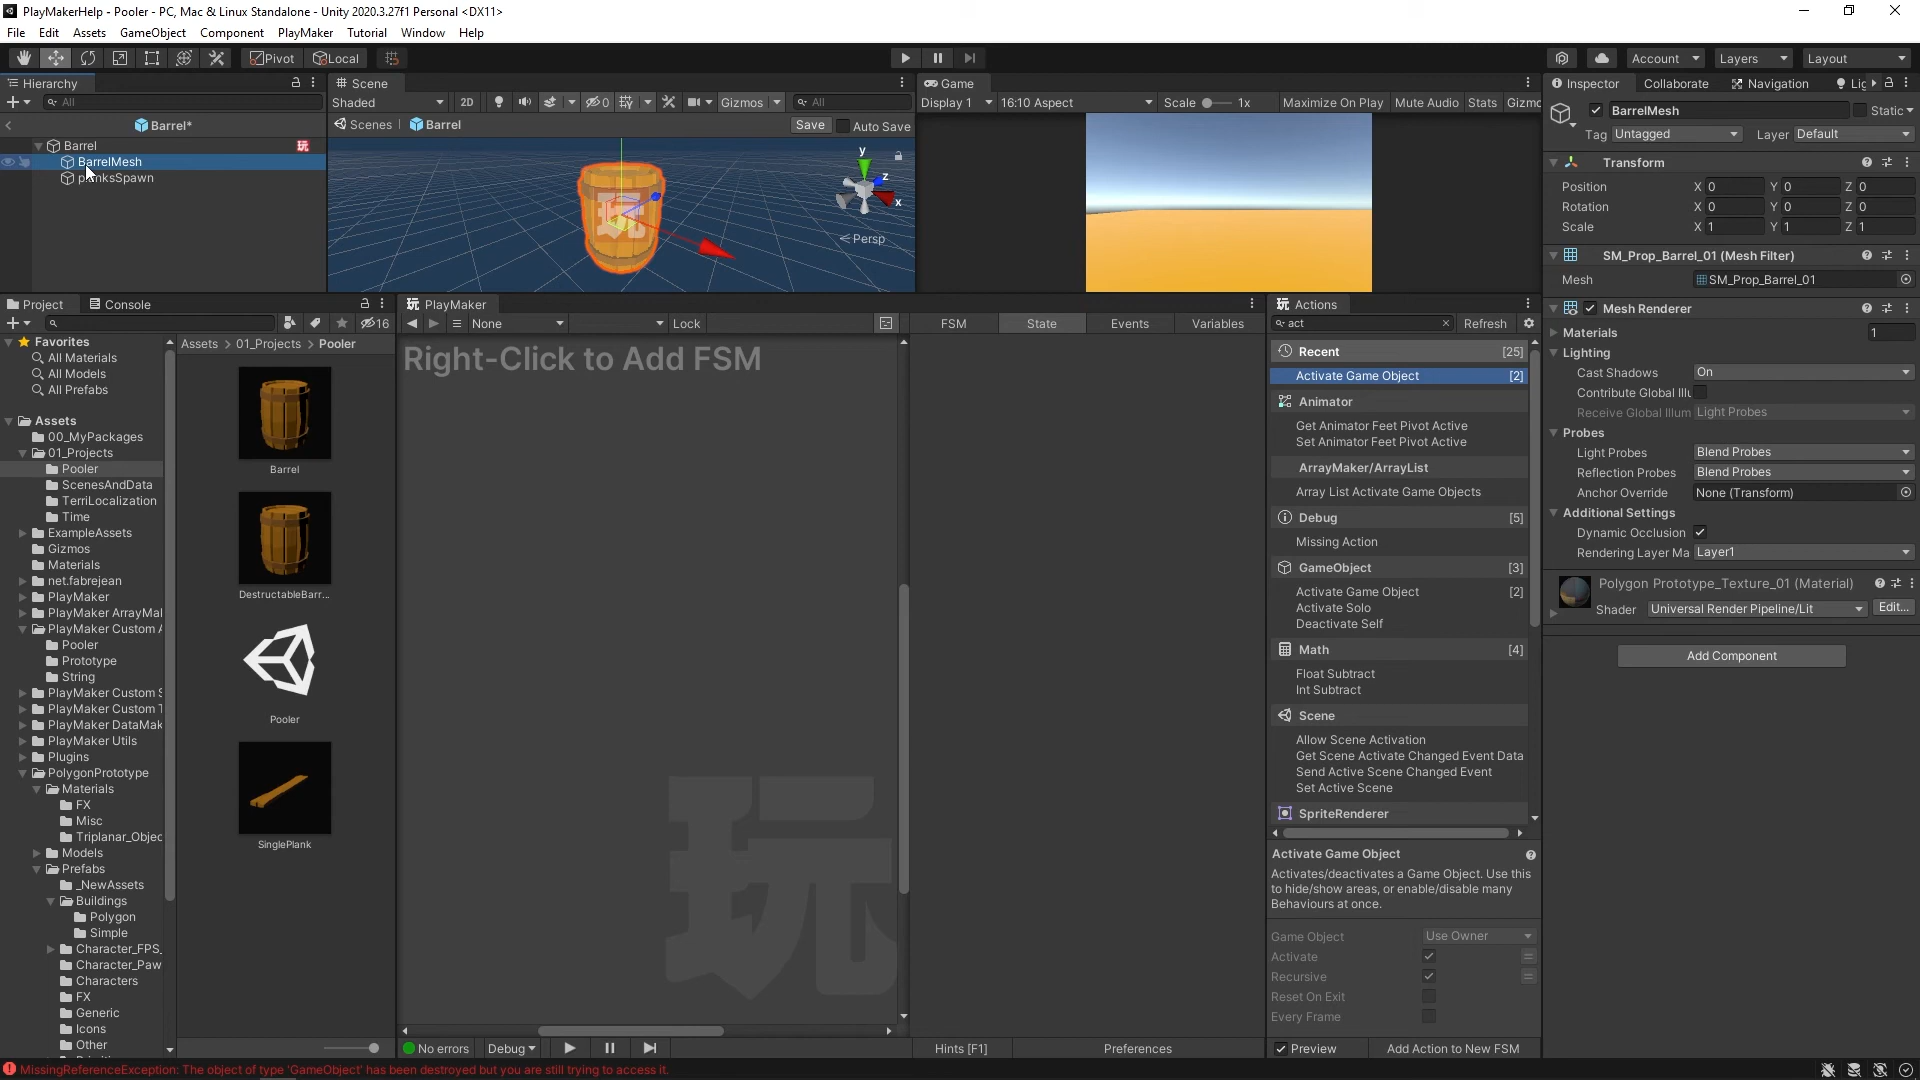 PlayMakerHelp - Pooler - PC, Mac & Linux Standalone - Unity 2020.3.27f1 Personal <DX11>
File Edit Assets GameObject Component PlayMaker Tutorial Window Help
Pivot Local Account Layers Layout
Hierarchy
All
Barrel*
Barrel 玩
BarrelMesh
Scene
Shaded 2D 0 Gizmos All
Scenes Barrel Save Auto Save
玩
y
z
x
Persp
Game
Display 1 16:10 Aspect Scale 1x Maximize On Play Mute Audio Stats Gizmo
Inspector Collaborate Navigation Lig
BarrelMesh Static
Tag Untagged Layer Default
Transform
Position X 0 Y 0 Z 0
Rotation X 0 Y 0 Z 0
Scale X 1 Y 1 Z 1
SM_Prop_Barrel_01 (Mesh Filter)
Mesh SM_Prop_Barrel_01
Mesh Renderer
Materials 1
Lighting
Cast Shadows On
Contribute Global Illu
Receive Global Illum Light Probes
Probes
Light Probes Blend Probes
Reflection Probes Blend Probes
Anchor Override None (Transform)
Additional Settings
Dynamic Occlusion
Rendering Layer Ma Layer1
Polygon Prototype_Texture_01 (Material)
Shader Universal Render Pipeline/Lit Edit...
Add Component
Project Console
16
Favorites
All Materials
All Models
All Prefabs
Assets
00_MyPackages
01_Projects
Pooler
ScenesAndData
TerriLocalization
Time
ExampleAssets
Gizmos
Materials
net.fabrejean
PlayMaker
PlayMaker ArrayMal
PlayMaker Custom A
Pooler
Prototype
String
PlayMaker Custom S
PlayMaker Custom T
PlayMaker DataMak
PlayMaker Utils
Plugins
PolygonPrototype
Materials
FX
Misc
Triplanar_Objec
Models
Prefabs
_NewAssets
Buildings
Polygon
Simple
Character_FPS_
Character_Paw
Characters
FX
Generic
Icons
Other
Assets > 01_Projects > Pooler
Barrel
DestructableBarr...
Pooler
SinglePlank
玩 PlayMaker
None Lock FSM State Events Variables
Right-Click to Add FSM
玩
No errors Debug Hints [F1] Preferences
玩 Actions
act Refresh
Recent [25]
Activate Game Object [2]
Animator
Get Animator Feet Pivot Active
Set Animator Feet Pivot Active
ArrayMaker/ArrayList
Array List Activate Game Objects
Debug [5]
Missing Action
GameObject [3]
Activate Game Object [2]
Activate Solo
Deactivate Self
Math [4]
Float Subtract
Int Subtract
Scene
Allow Scene Activation
Get Scene Activate Changed Event Data
Send Active Scene Changed Event
Set Active Scene
SpriteRenderer
Activate Game Object
Activates/deactivates a Game Object. Use this
to hide/show areas, or enable/disable many
Behaviours at once.
Game Object Use Owner
Activate
Recursive
Reset On Exit
Every Frame
Preview Add Action to New FSM
MissingReferenceException: The object of type 'GameObject' has been destroyed but you are still trying to access it.